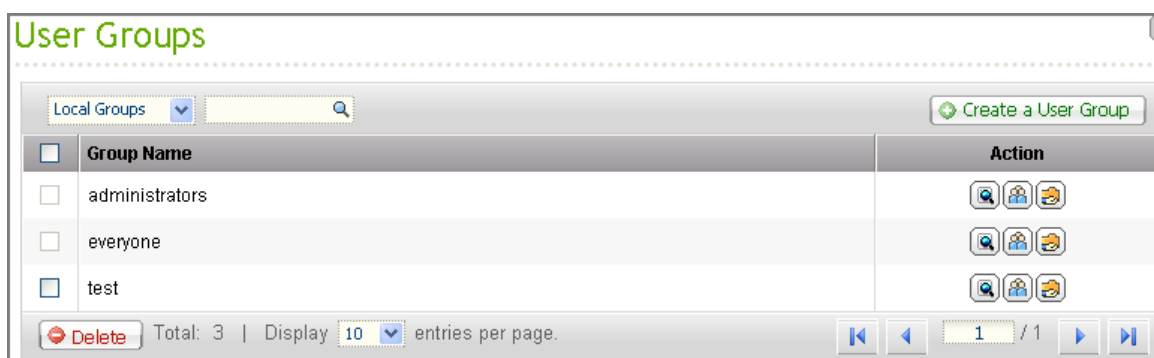 User Groups
Local Groups
Create a User Group
Group Name Action
administrators
everyone
test
Delete Total: 3 | Display 10 entries per page. 1 / 1